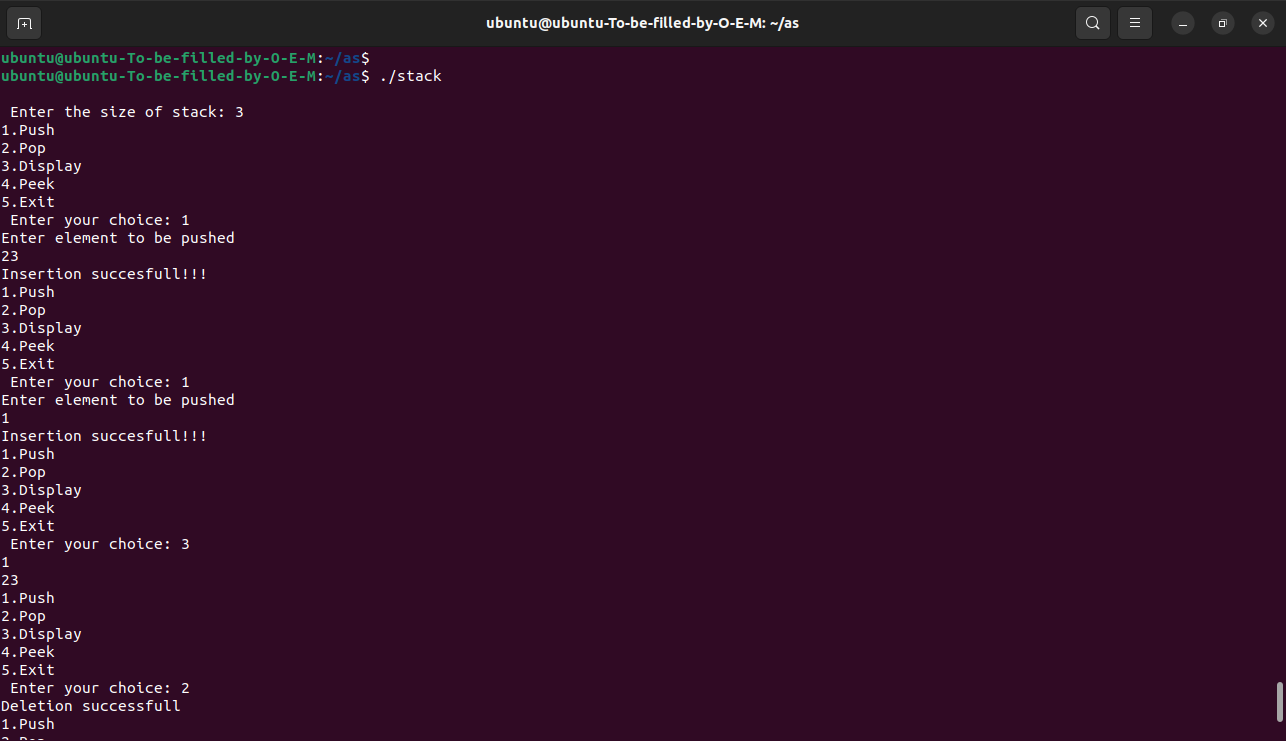 ubuntu@ubuntu-To-be-filled-by-O-E-M: ~/as
ubuntu@ubuntu-To-be-filled-by-O-E-M:~/as$
ubuntu@ubuntu-To-be-filled-by-O-E-M:~/as$ ./stack
Enter the size of stack: 3
1.Push
2.Pop
3.Display
4.Peek
5.Exit
Enter your choice: 1
Enter element to be pushed
23
Insertion succesfull!!!
1.Push
2.Pop
3.Display
4.Peek
5.Exit
Enter your choice: 1
Enter element to be pushed
1
Insertion succesfull!!!
1.Push
2.Pop
3.Display
4.Peek
5.Exit
Enter your choice: 3
1
23
1.Push
2.Pop
3.Display
4.Peek
5.Exit
Enter your choice: 2
Deletion successfull
1.Push